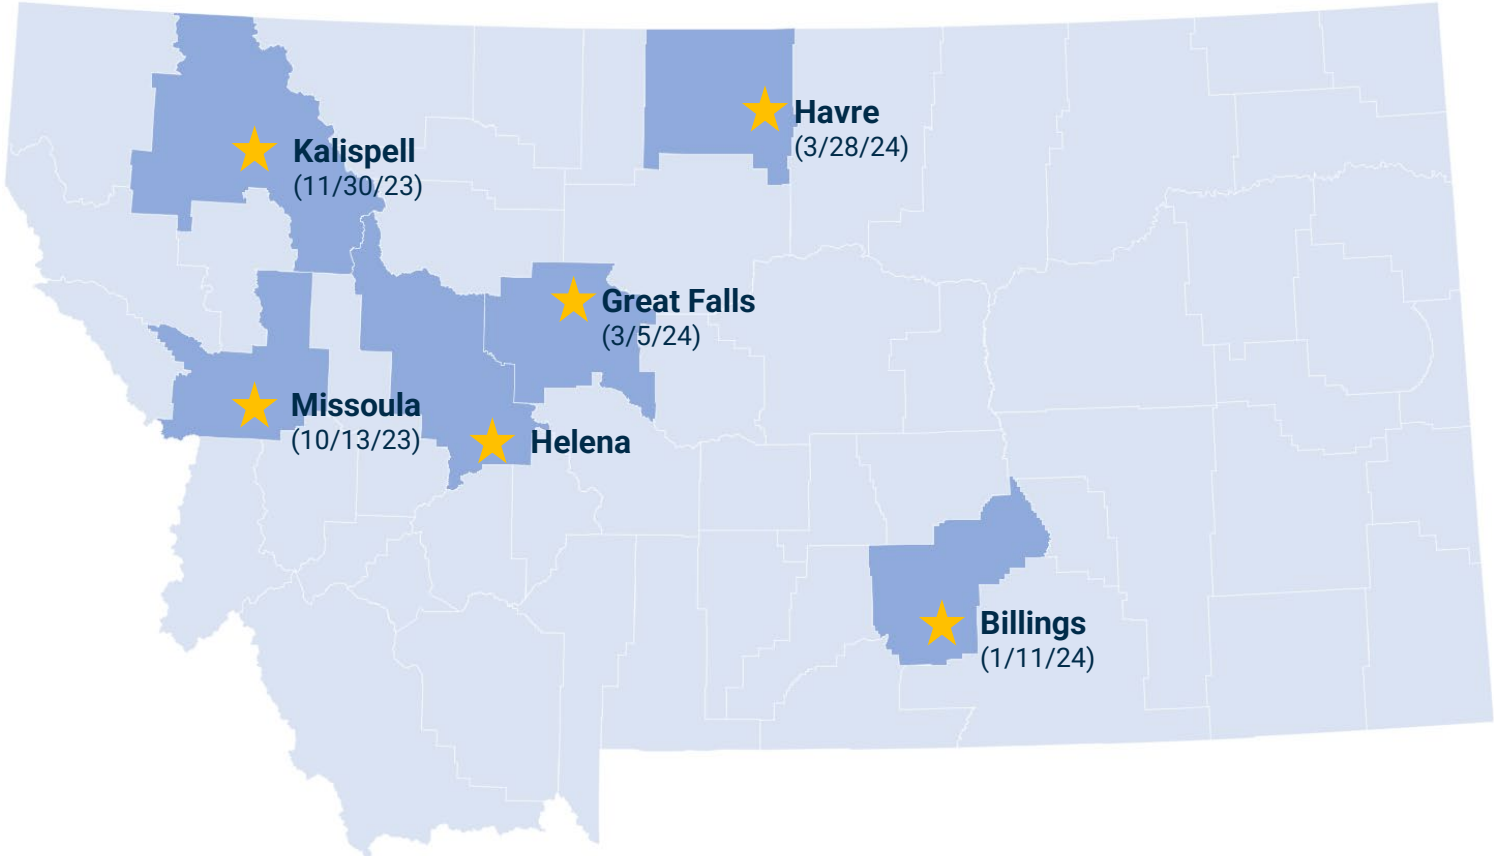 Havre
(3/28/24)
Kalispell
(11/30/23)
Great Falls
(3/5/24)
Missoula
(10/13/23)
Helena
Billings
(1/11/24)